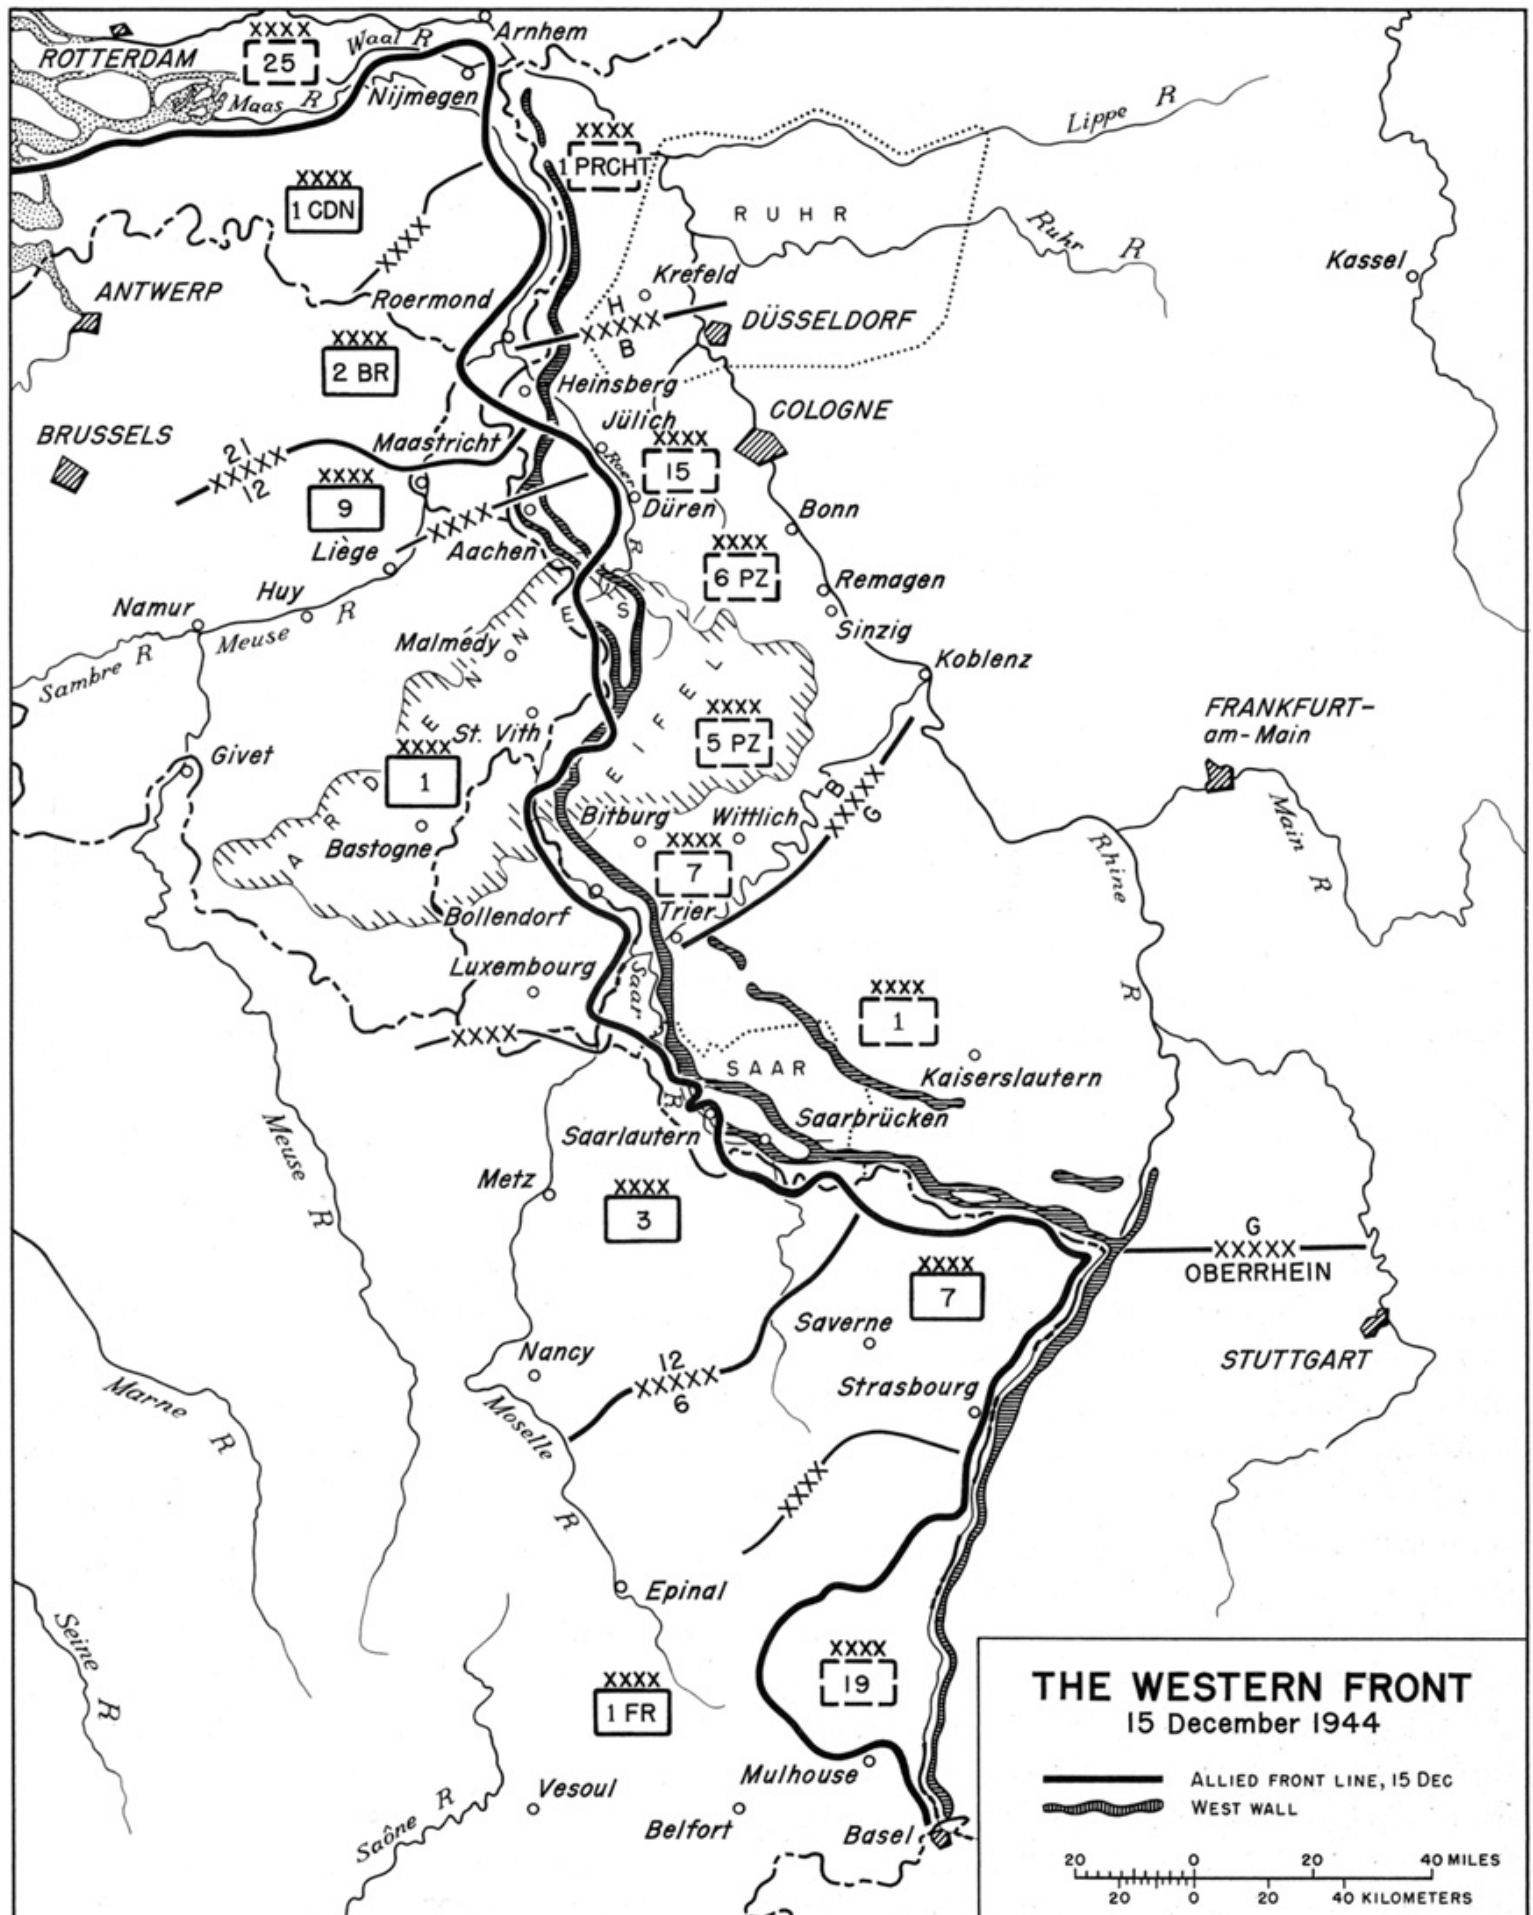 XXXX
25
ROTTERDAM
Waal R
Arnhem
Maas R
Nijmegen
XXXX
1 PRCHT
Lippe R
XXXX
1 CDN
XXXX
RUHR
Ruhr R
Kassel
ANTWERP
Roermond
Krefeld
H
XXXXX
B
DÜSSELDORF
XXXX
2 BR
Heinsberg
COLOGNE
BRUSSELS
Jülich
Maastricht
21
XXXXX
12
XXXX
15
Roer R
XXXX
9
Düren
Bonn
XXXX
Liège
Aachen
XXXX
6 PZ
Remagen
Huy
Namur
Meuse R
Sinzig
Malmédy
Sambre R
Koblenz
ARDENNES
EIFEL
XXXX
5 PZ
FRANKFURT-
am-Main
St. Vith
Givet
XXXX
1
B
XXXXX
G
Bitburg
Wittlich
Main R
Bastogne
XXXX
7
Rhine R
Bollendorf
Trier
Luxembourg
Saar R
XXXX
1
XXXX
SAAR
Kaiserslautern
Saarbrücken
Saarlautern
Meuse R
Metz
XXXX
3
G
XXXXX
OBERRHEIN
XXXX
7
Saverne
Nancy
12
XXXXX
6
STUTTGART
Strasbourg
Marne R
Moselle R
XXXX
Epinal
Seine R
XXXX
19
XXXX
1 FR
Mulhouse
Vesoul
Belfort
Basel
Saône R
THE WESTERN FRONT
15 December 1944
ALLIED FRONT LINE, 15 DEC
WEST WALL
20 0 20 40 MILES
20 0 20 40 KILOMETERS